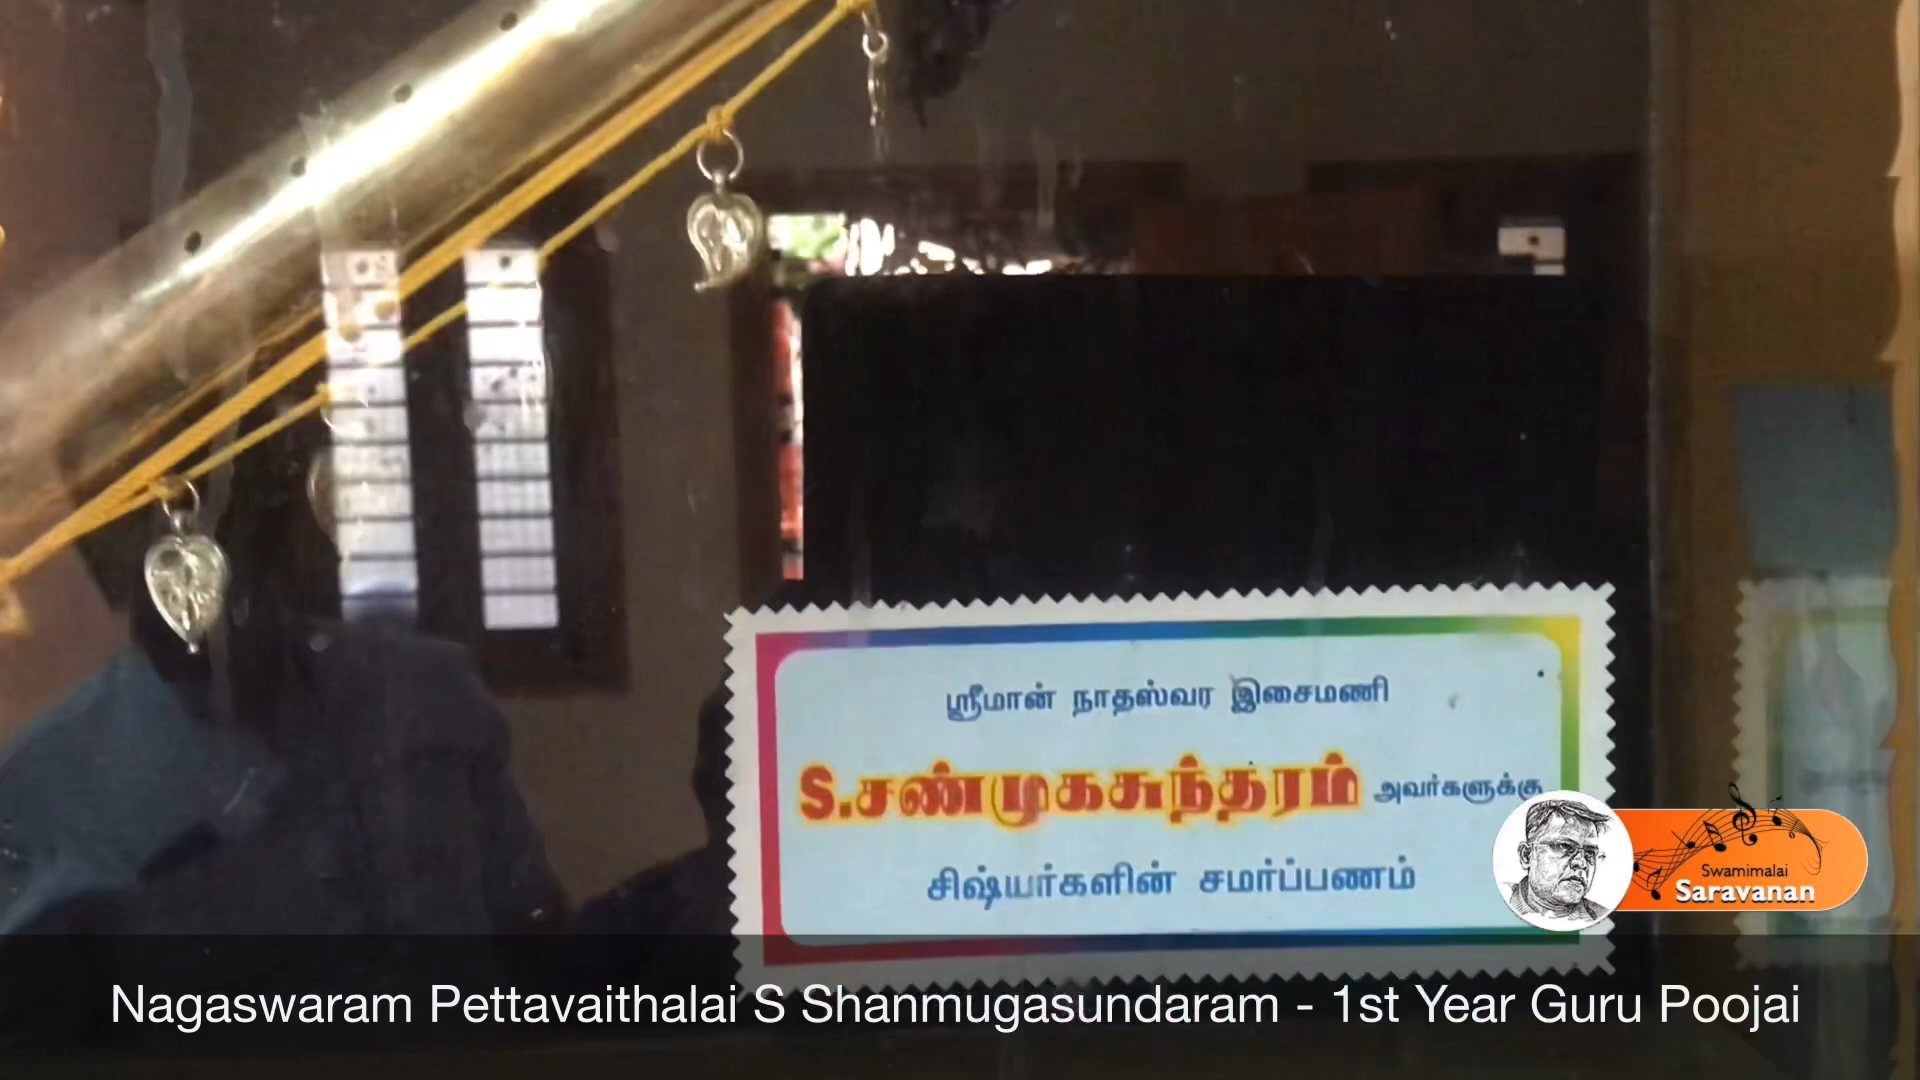 ஸ்ரீமான் நாதஸ்வர இசைமணி
S.சண்முகசுந்தரம் அவர்களுக்கு
சிஷ்யர்களின் சமர்ப்பணம்
Swamimalai
Saravanan
Nagaswaram Pettavaithalai S Shanmugasundaram - 1st Year Guru Poojai